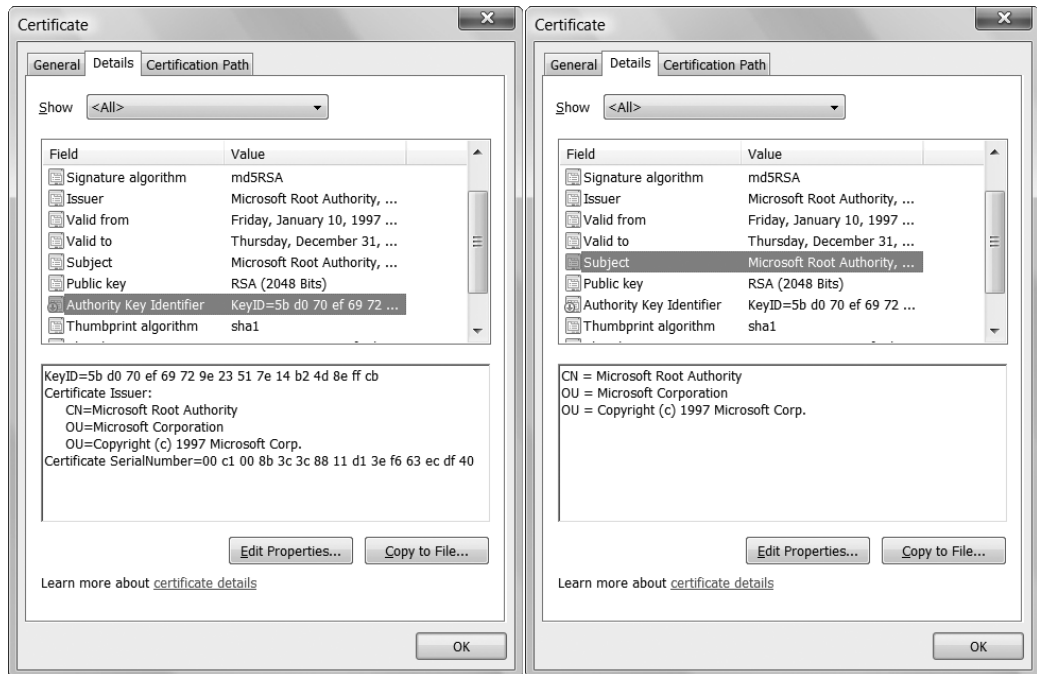 Certificate
General Details Certification Path
Show <All>
Field Value
Signature algorithm md5RSA
Issuer Microsoft Root Authority, ...
Valid from Friday, January 10, 1997 ...
Valid to Thursday, December 31, ...
Subject Microsoft Root Authority, ...
Public key RSA (2048 Bits)
Authority Key Identifier KeyID=5b d0 70 ef 69 72 ...
Thumbprint algorithm sha1
KeyID=5b d0 70 ef 69 72 9e 23 51 7e 14 b2 4d 8e ff cb
Certificate Issuer:
CN=Microsoft Root Authority
OU=Microsoft Corporation
OU=Copyright (c) 1997 Microsoft Corp.
Certificate SerialNumber=00 c1 00 8b 3c 3c 88 11 d1 3e f6 63 ec df 40
Edit Properties... Copy to File...
Learn more about certificate details
OK
Certificate
General Details Certification Path
Show <All>
Field Value
Signature algorithm md5RSA
Issuer Microsoft Root Authority, ...
Valid from Friday, January 10, 1997 ...
Valid to Thursday, December 31, ...
Subject Microsoft Root Authority, ...
Public key RSA (2048 Bits)
Authority Key Identifier KeyID=5b d0 70 ef 69 72 ...
Thumbprint algorithm sha1
CN = Microsoft Root Authority
OU = Microsoft Corporation
OU = Copyright (c) 1997 Microsoft Corp.
Edit Properties... Copy to File...
Learn more about certificate details
OK